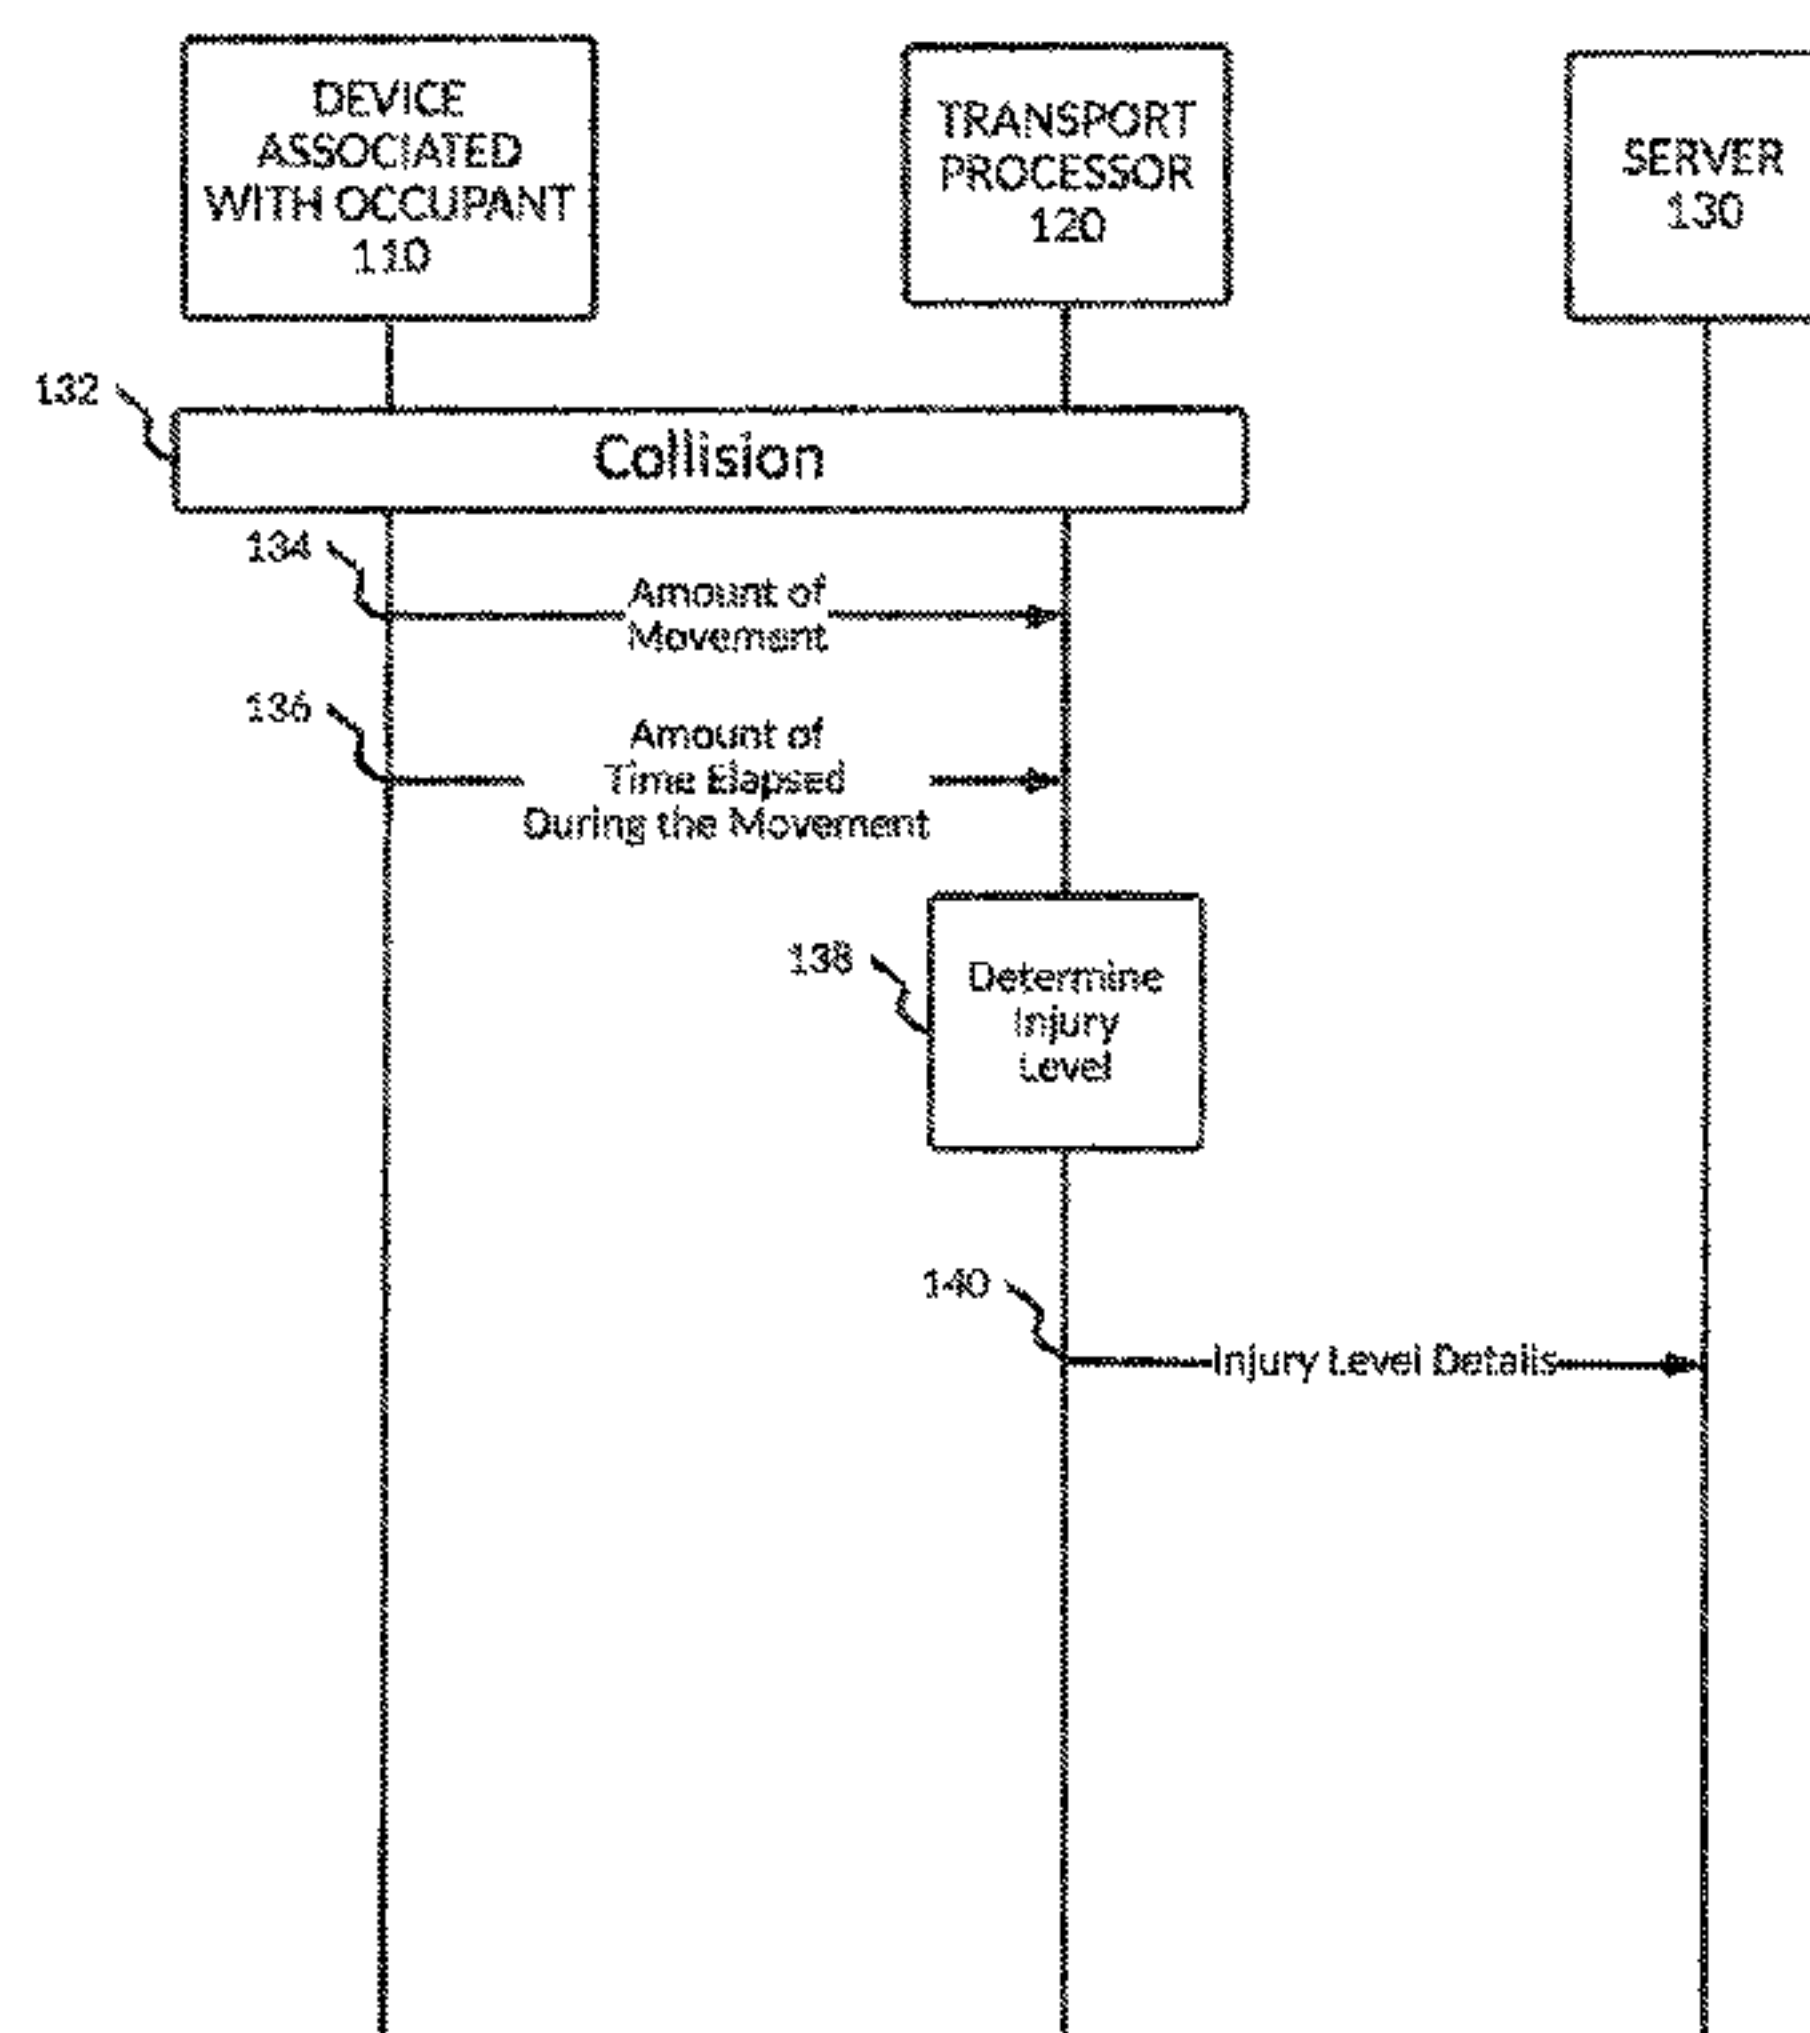 DEVICE
ASSOCIATED
WITH OCCUPANT
110
TRANSPORT
PROCESSOR
120
SERVER
130
132
Collision
134
Amount of
Movement
136
Amount of
Time Elapsed
During the Movement
138
Determine
Injury
Level
140
Injury Level Details